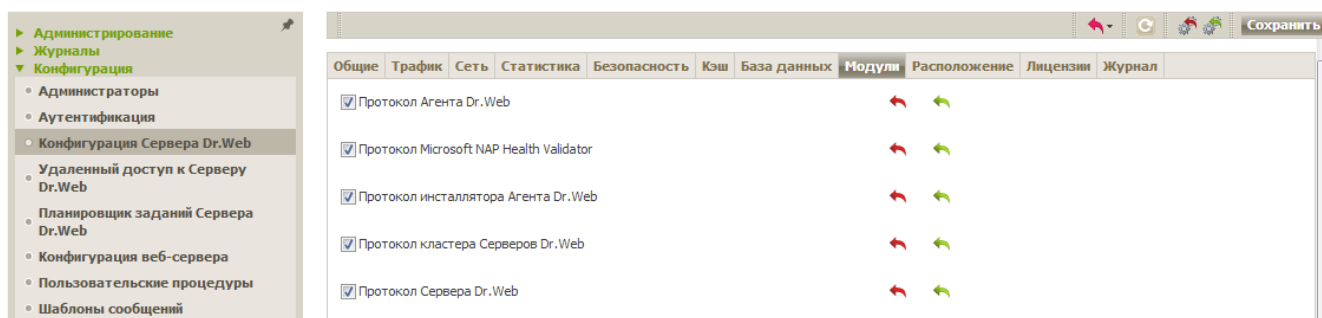 Администрирование
Журналы
Конфигурация
Администраторы
Аутентификация
Конфигурация Сервера Dr.Web
Удаленный доступ к Серверу
Dr.Web
Планировщик заданий Сервера
Dr.Web
Конфигурация веб-сервера
Пользовательские процедуры
Шаблоны сообщений
Сохранить
Общие Трафик Сеть Статистика Безопасность Кэш База данных Модули Расположение Лицензии Журнал
Протокол Агента Dr.Web
Протокол Microsoft NAP Health Validator
Протокол инсталлятора Агента Dr.Web
Протокол кластера Серверов Dr.Web
Протокол Сервера Dr.Web